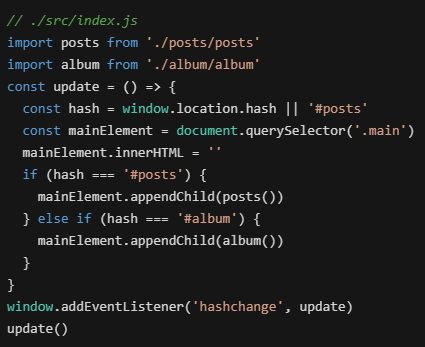 // ./src/index.js
import posts from './posts/posts'
import album from './album/album'
const update = () => {
  const hash = window.location.hash || '#posts'
  const mainElement = document.querySelector('.main')
  mainElement.innerHTML = ''
  if (hash === '#posts') {
    mainElement.appendChild(posts())
  } else if (hash === '#album') {
    mainElement.appendChild(album())
  }
}
window.addEventListener('hashchange', update)
update()